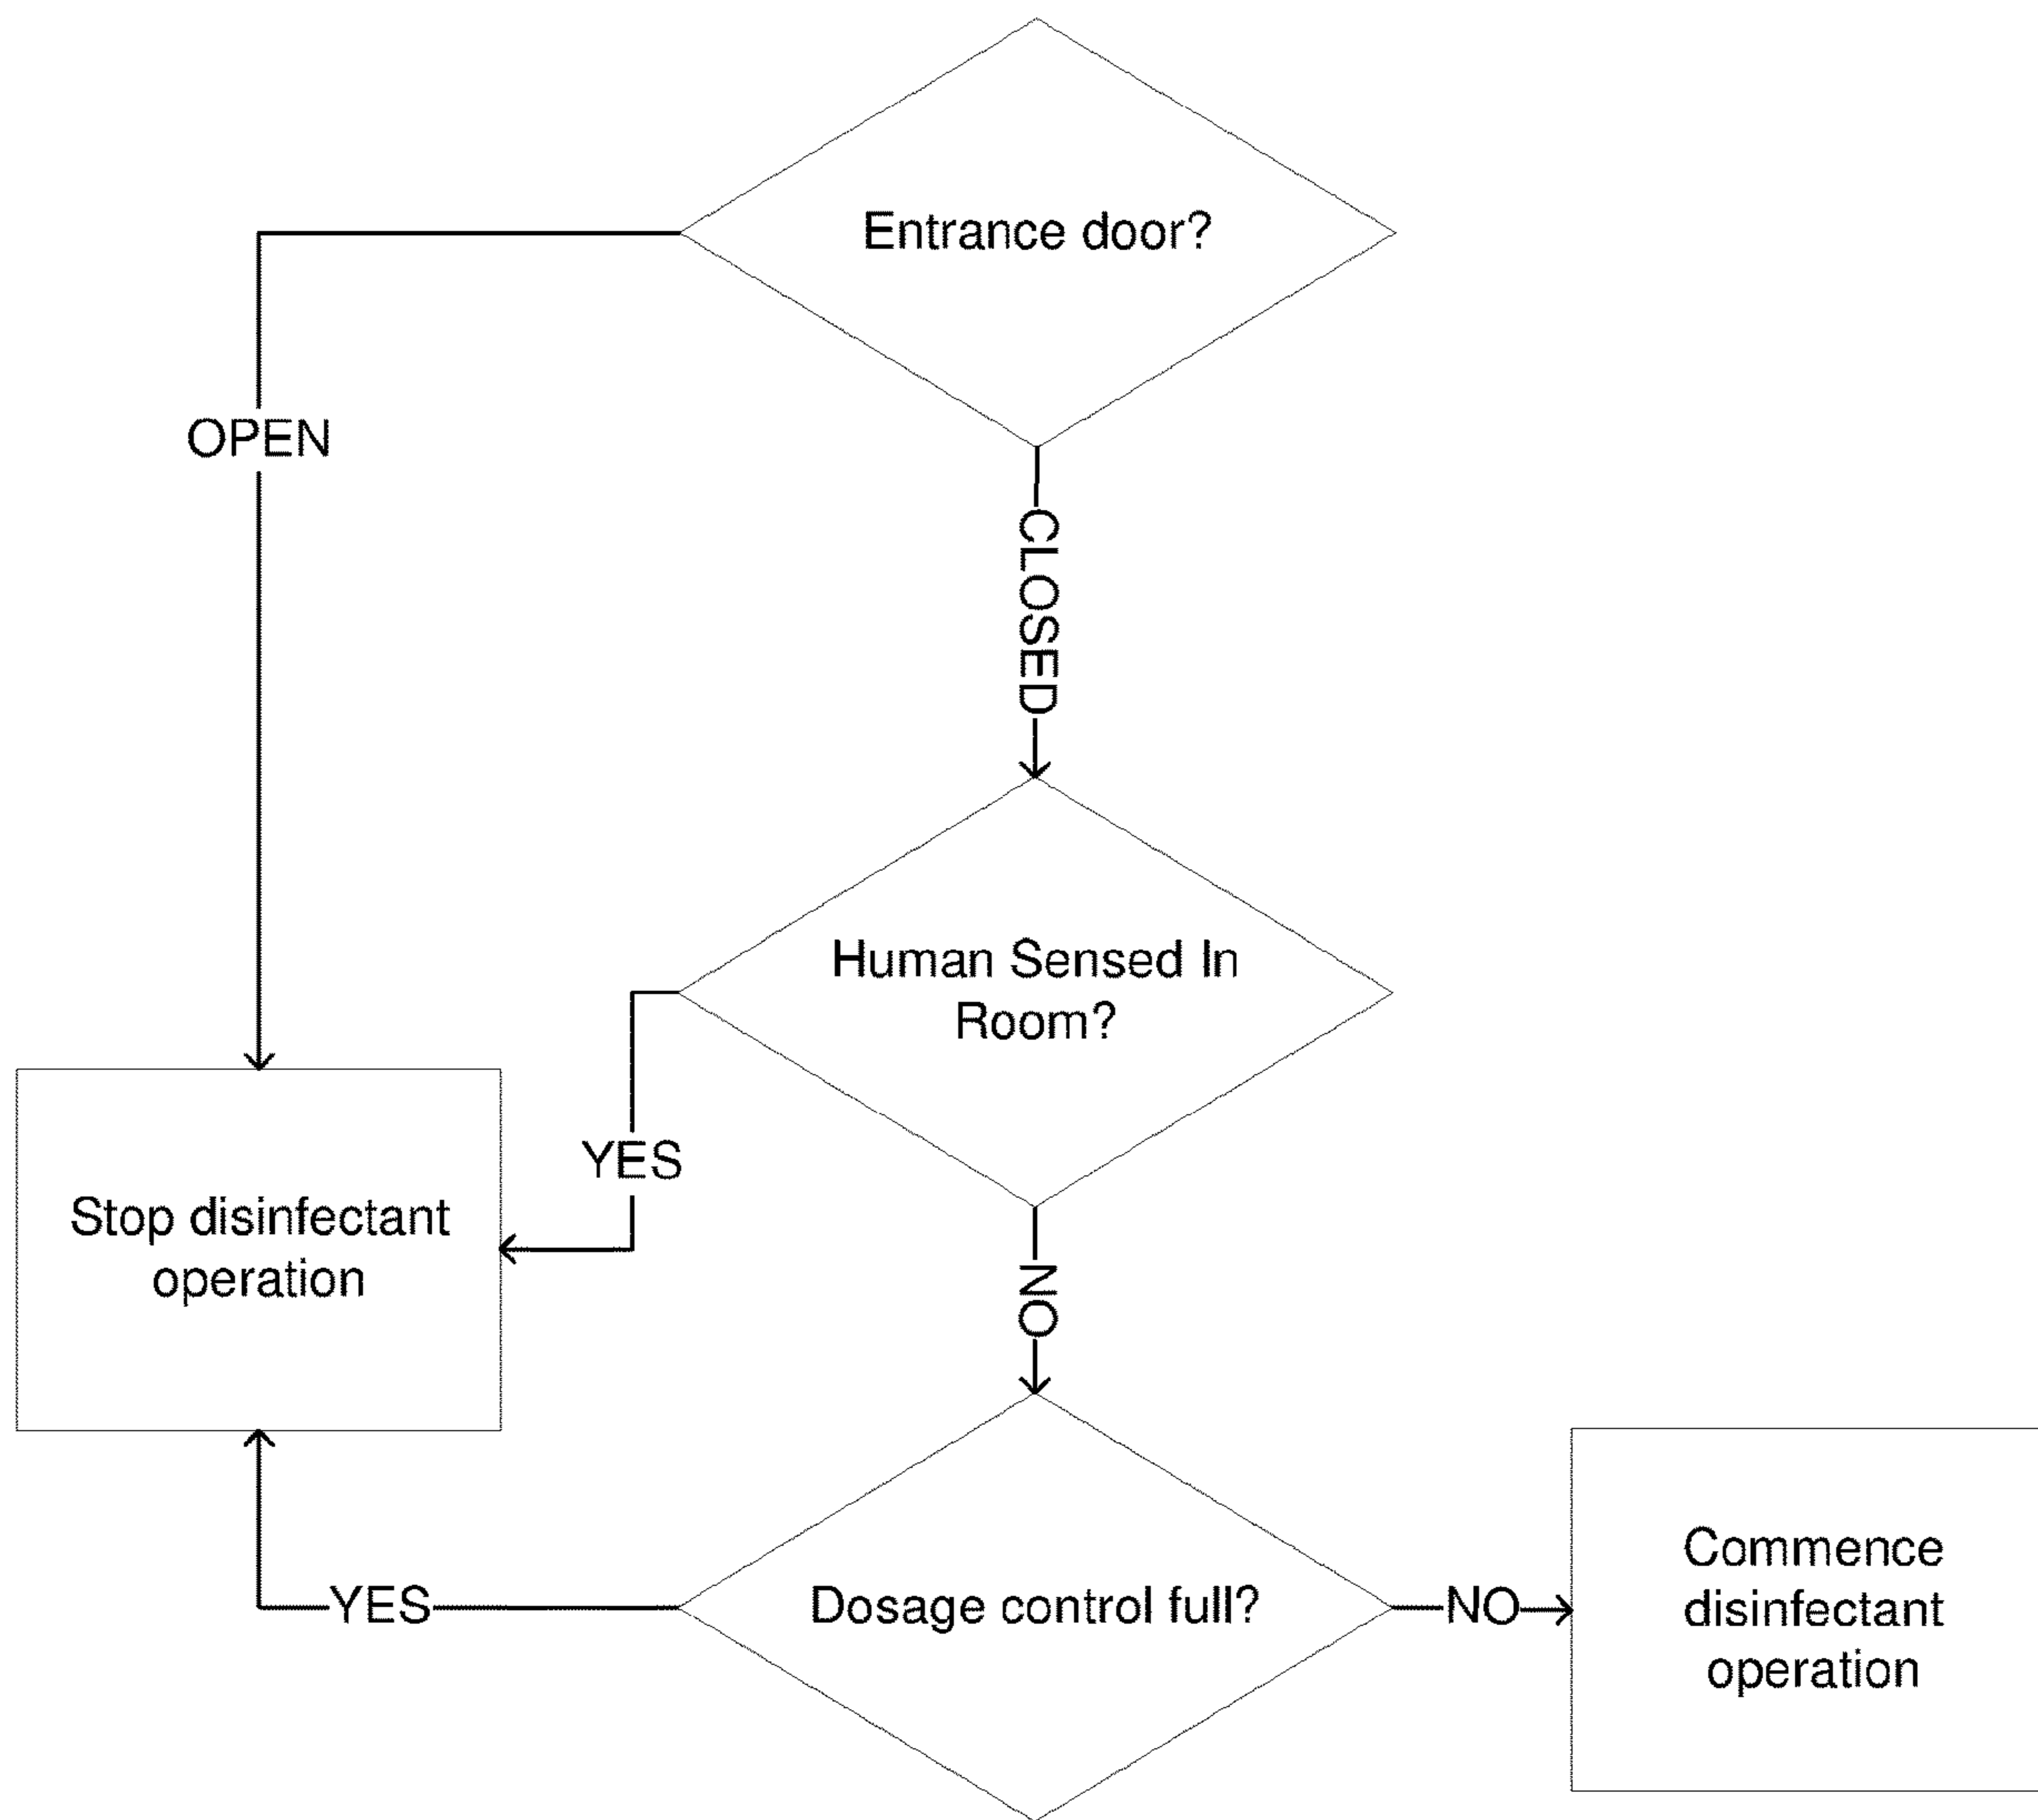 Entrance door?
OPEN
CLOSED
Human Sensed In
Room?
YES
Stop disinfectant
operation
NO
Dosage control full?
YES
NO
Commence
disinfectant
operation